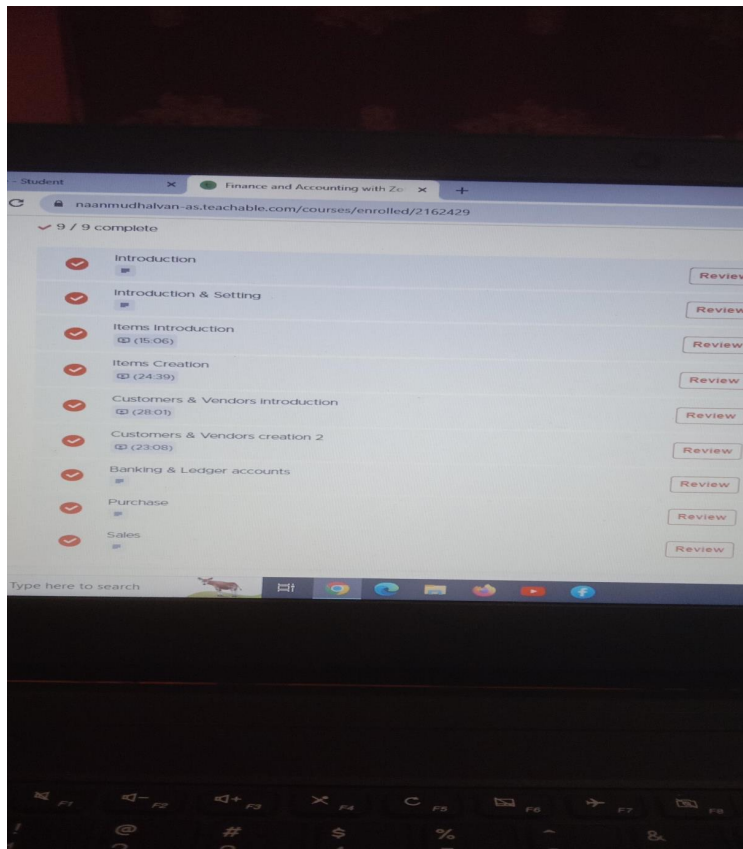 - Student
Finance and Accounting with Zo
naanmudhalvan-as.teachable.com/courses/enrolled/2162429
9 / 9 complete
Introduction
Review
Introduction & Setting
Review
Items Introduction
(15:06)
Review
Items Creation
(24:39)
Review
Customers & Vendors introduction
(28:01)
Review
Customers & Vendors creation 2
(23:08)
Review
Banking & Ledger accounts
Review
Purchase
Review
Sales
Review
Type here to search
F1 F2 F3 F4 F5 F6 F7 F8
! @ # $ % ^ &